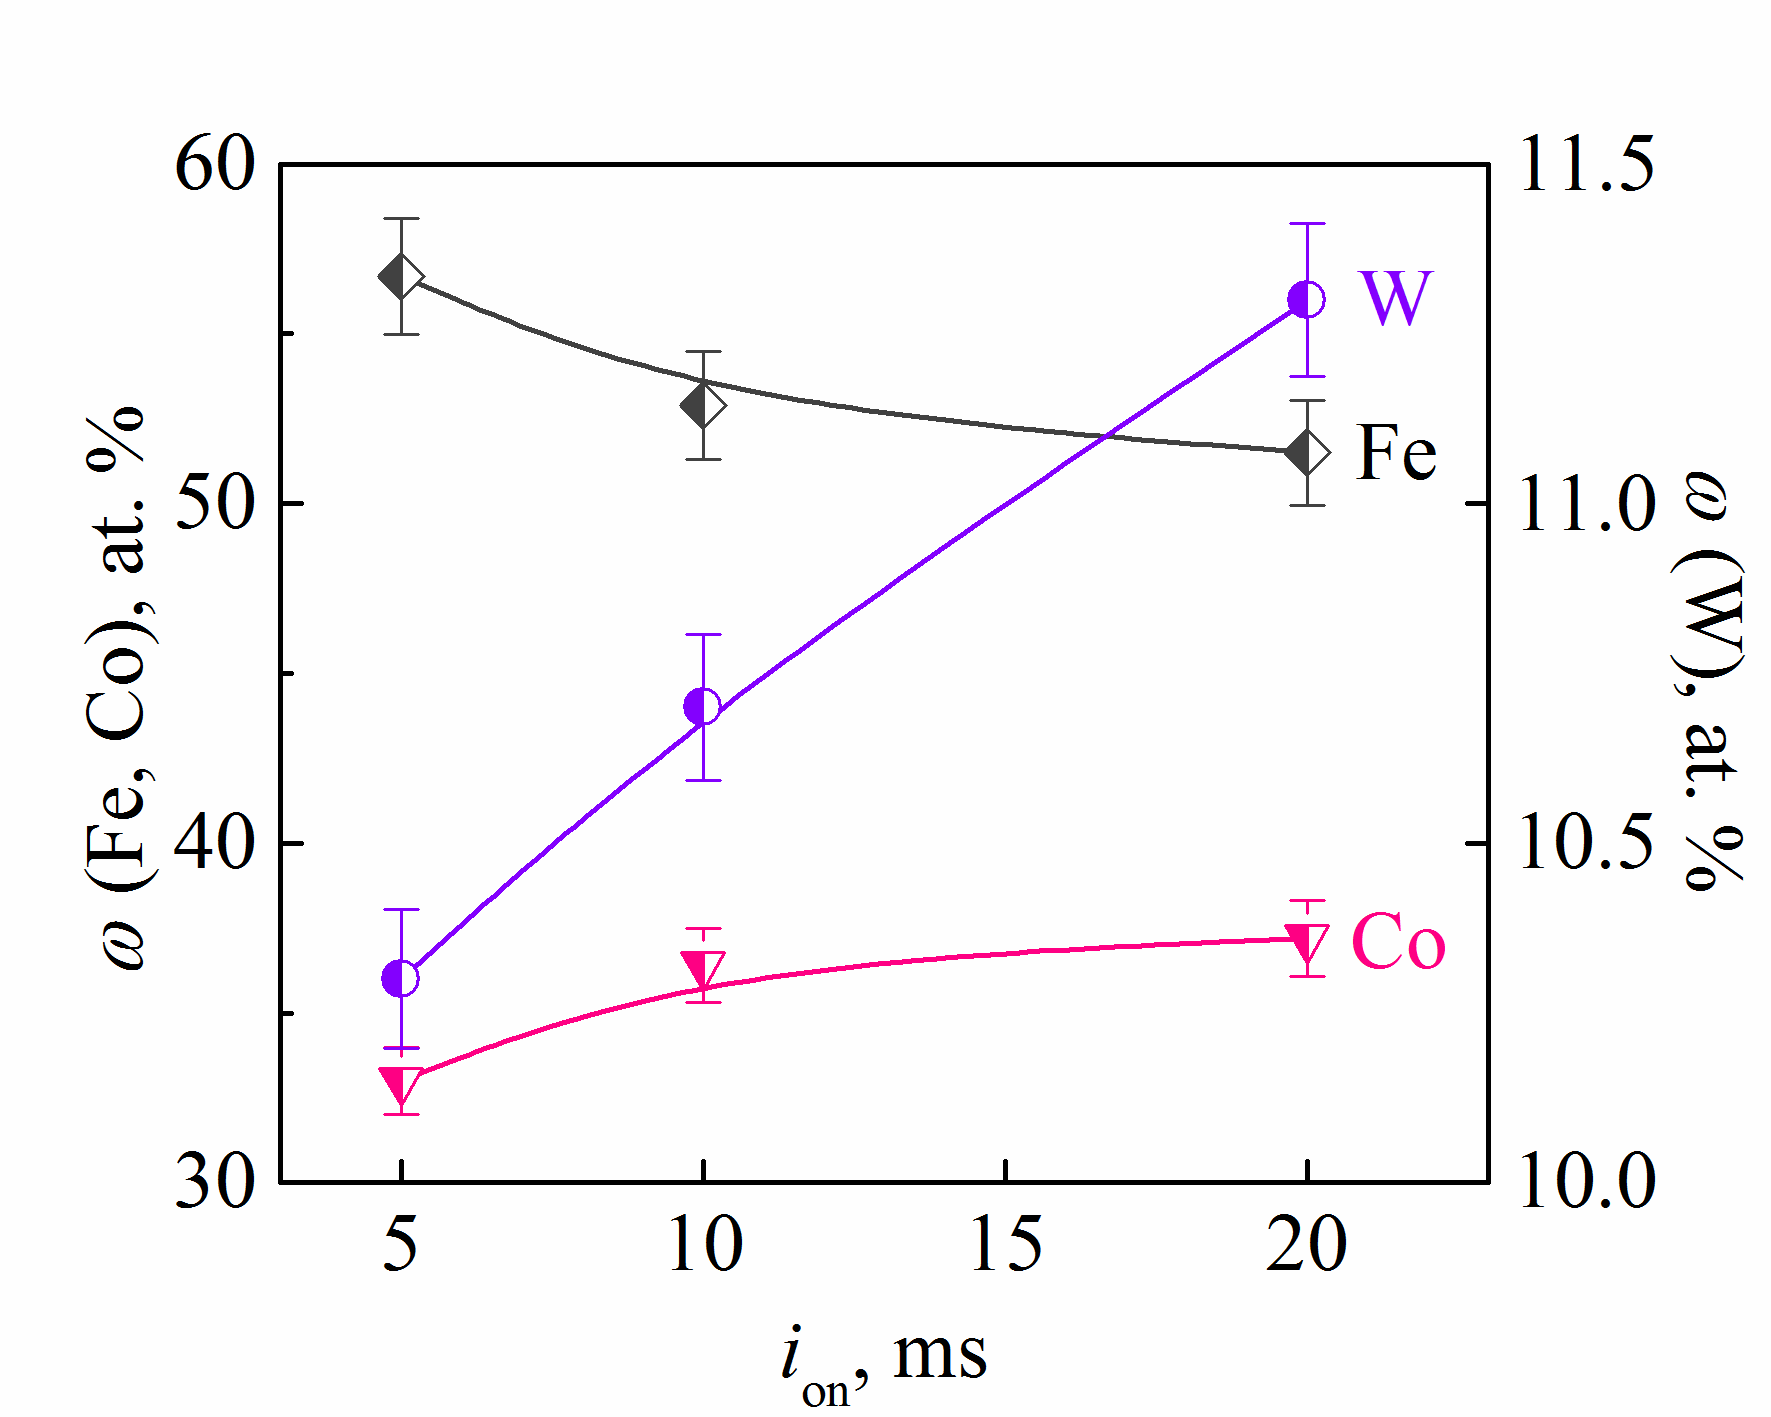 60
50
40
30
ω (Fe, Co), at. %
11.5
11.0
10.5
10.0
ω (W), at. %
W
Fe
Co
5 10 15 20
i_on, ms